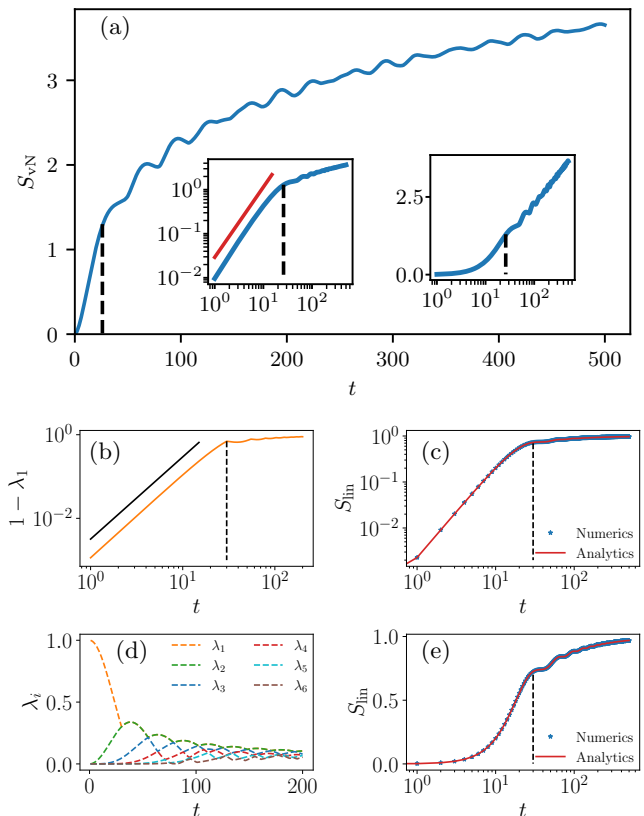 (a)
S_vN
3
2
1
0
0 100 200 300 400 500
t
10^0
10^-1
10^-2
10^0 10^1 10^2
2.5
0.0
10^0 10^1 10^2
(b)
1 − λ_1
10^0
10^-2
10^0 10^1 10^2
t
(c)
S_lin
10^0
10^-1
10^-2
10^0 10^1 10^2
t
Numerics
Analytics
(d)
λ_i
1.0
0.5
0.0
0 100 200
t
λ_1 λ_4
λ_2 λ_5
λ_3 λ_6
(e)
S_lin
1.0
0.5
0.0
10^0 10^1 10^2
t
Numerics
Analytics